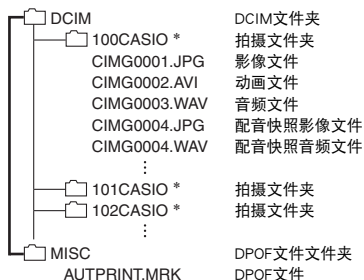 DCIM DCIM文件夹
100CASIO * 拍摄文件夹
CIMG0001.JPG 影像文件
CIMG0002.AVI 动画文件
CIMG0003.WAV 音频文件
CIMG0004.JPG 配音快照影像文件
CIMG0004.WAV 配音快照音频文件
⋮
101CASIO * 拍摄文件夹
102CASIO * 拍摄文件夹
⋮
MISC DPOF文件文件夹
AUTPRINT.MRK DPOF文件